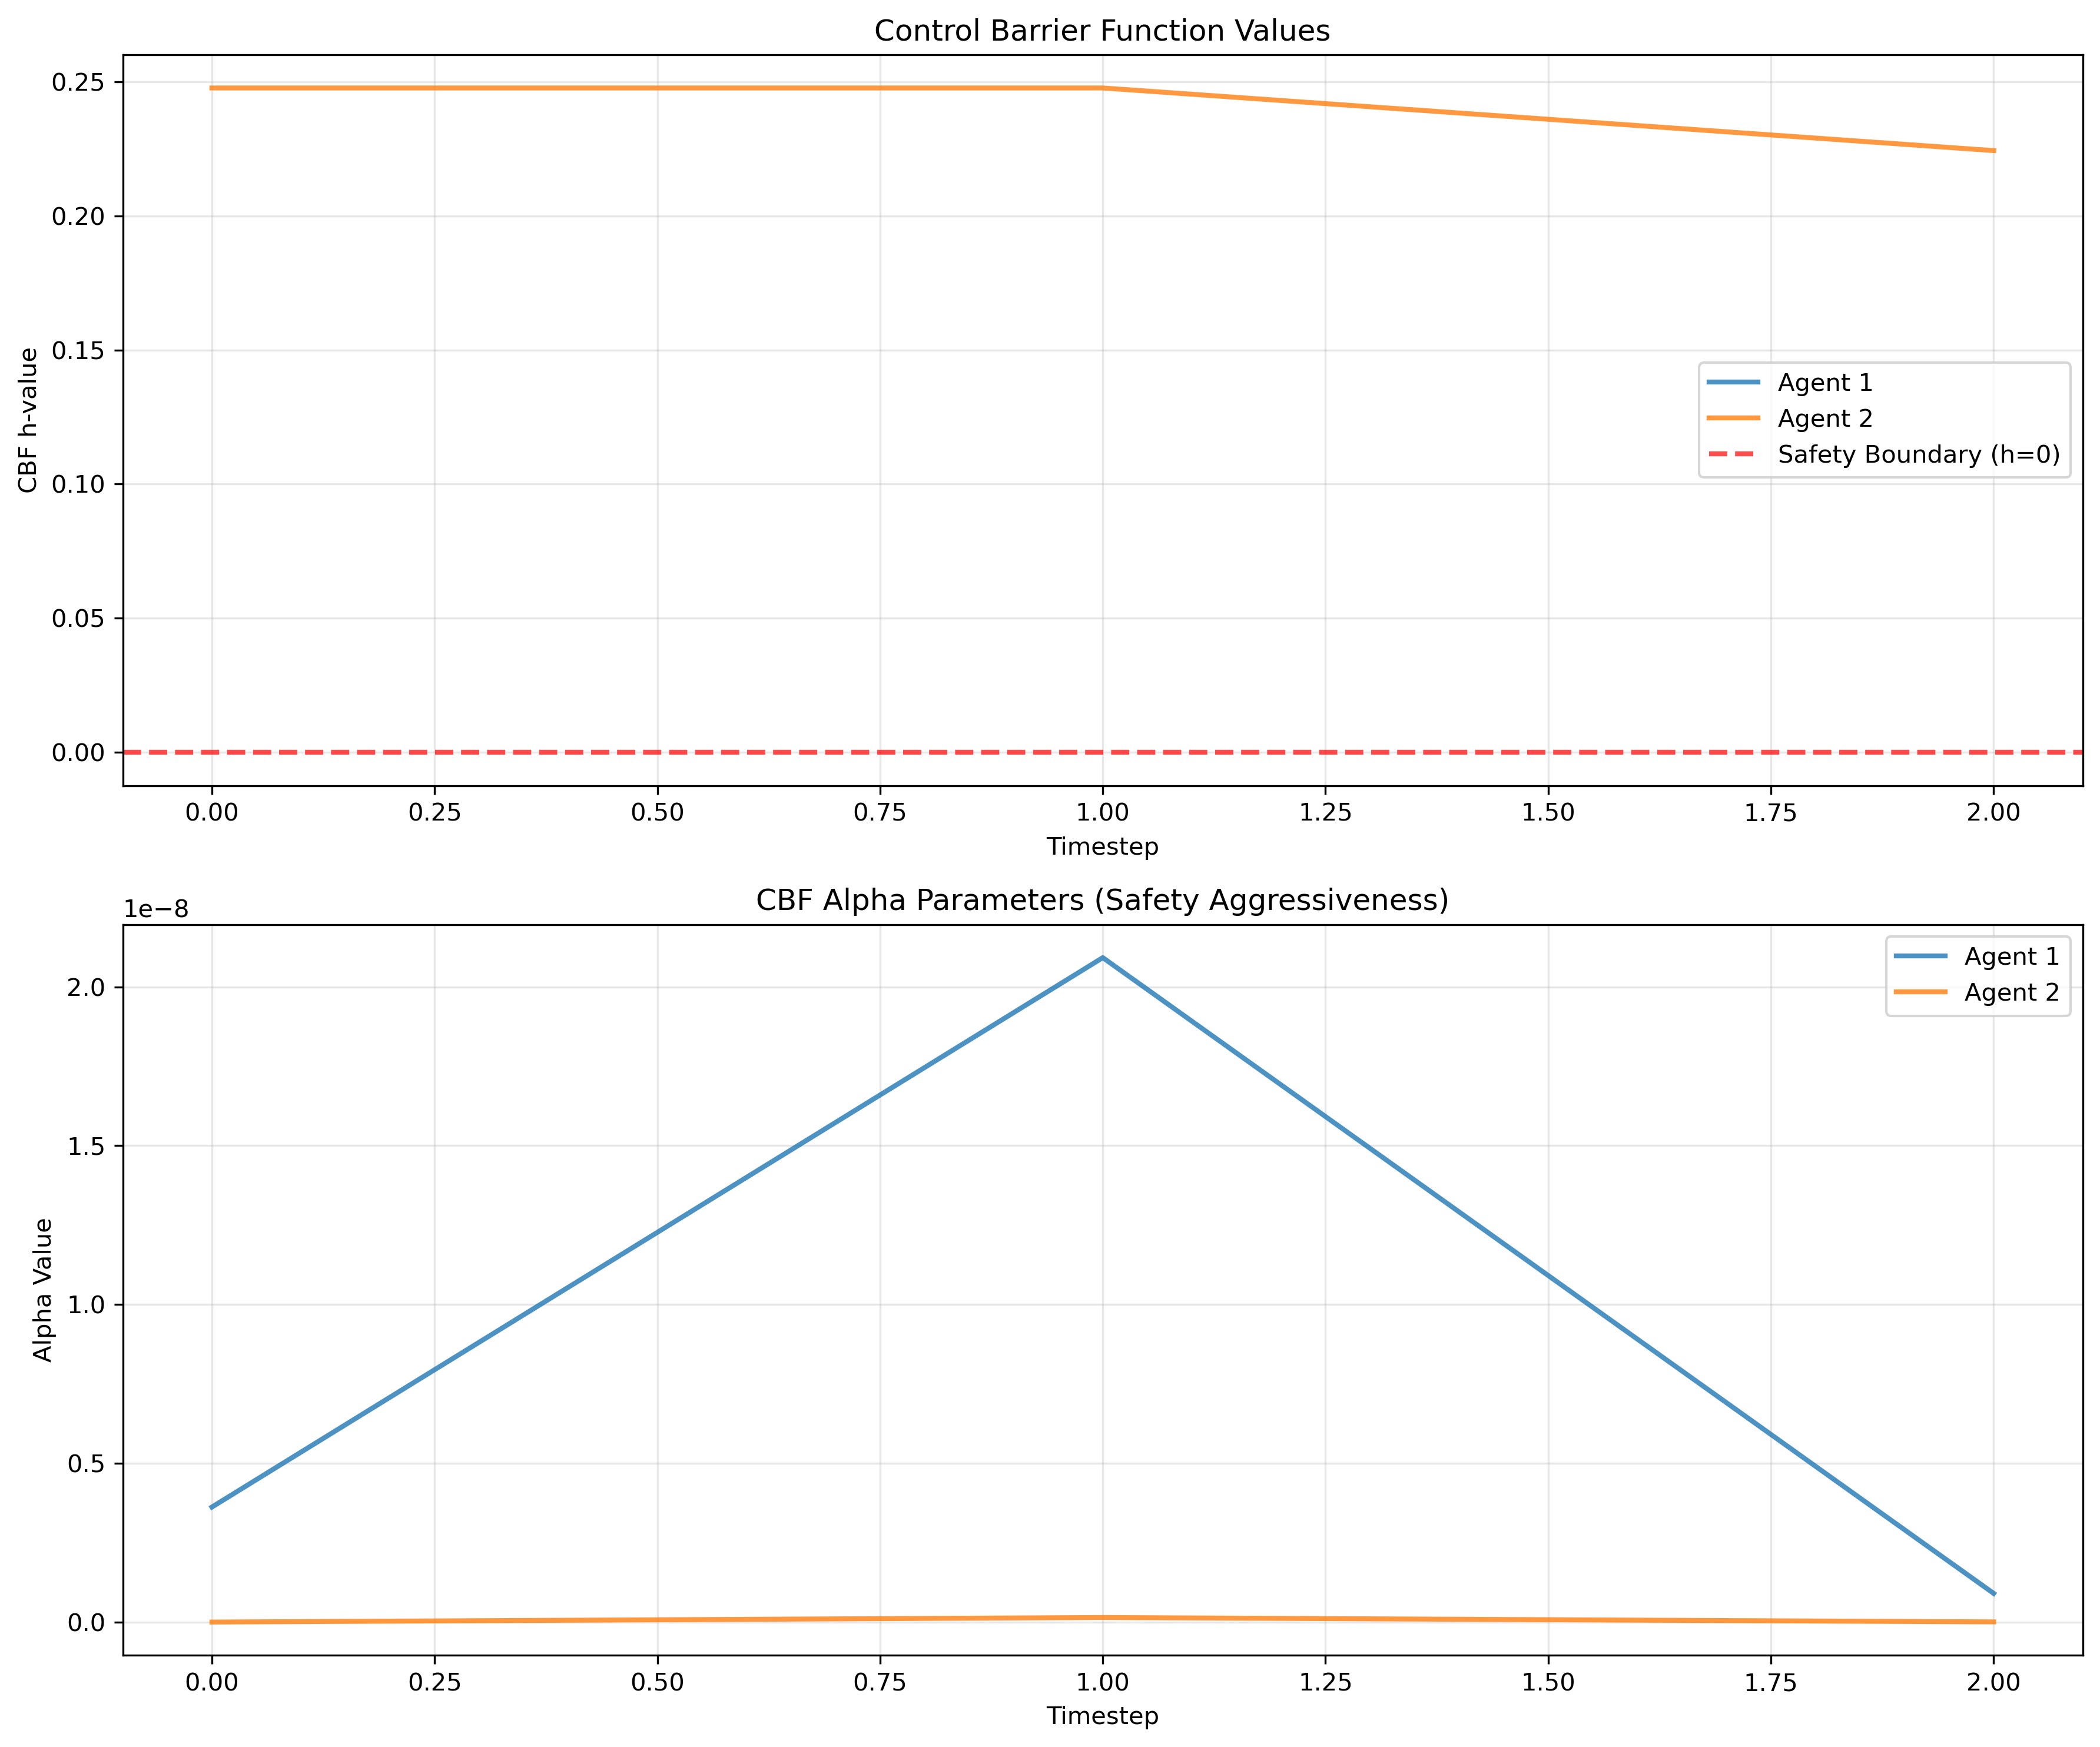 Control Barrier Function Values
CBF h-value
0.25
0.20
0.15
0.10
0.05
0.00
Agent 1
Agent 2
Safety Boundary (h=0)
0.00 0.25 0.50 0.75 1.00 1.25 1.50 1.75 2.00
Timestep
CBF Alpha Parameters (Safety Aggressiveness)
1e−8
Alpha Value
2.0
1.5
1.0
0.5
0.0
Agent 1
Agent 2
0.00 0.25 0.50 0.75 1.00 1.25 1.50 1.75 2.00
Timestep